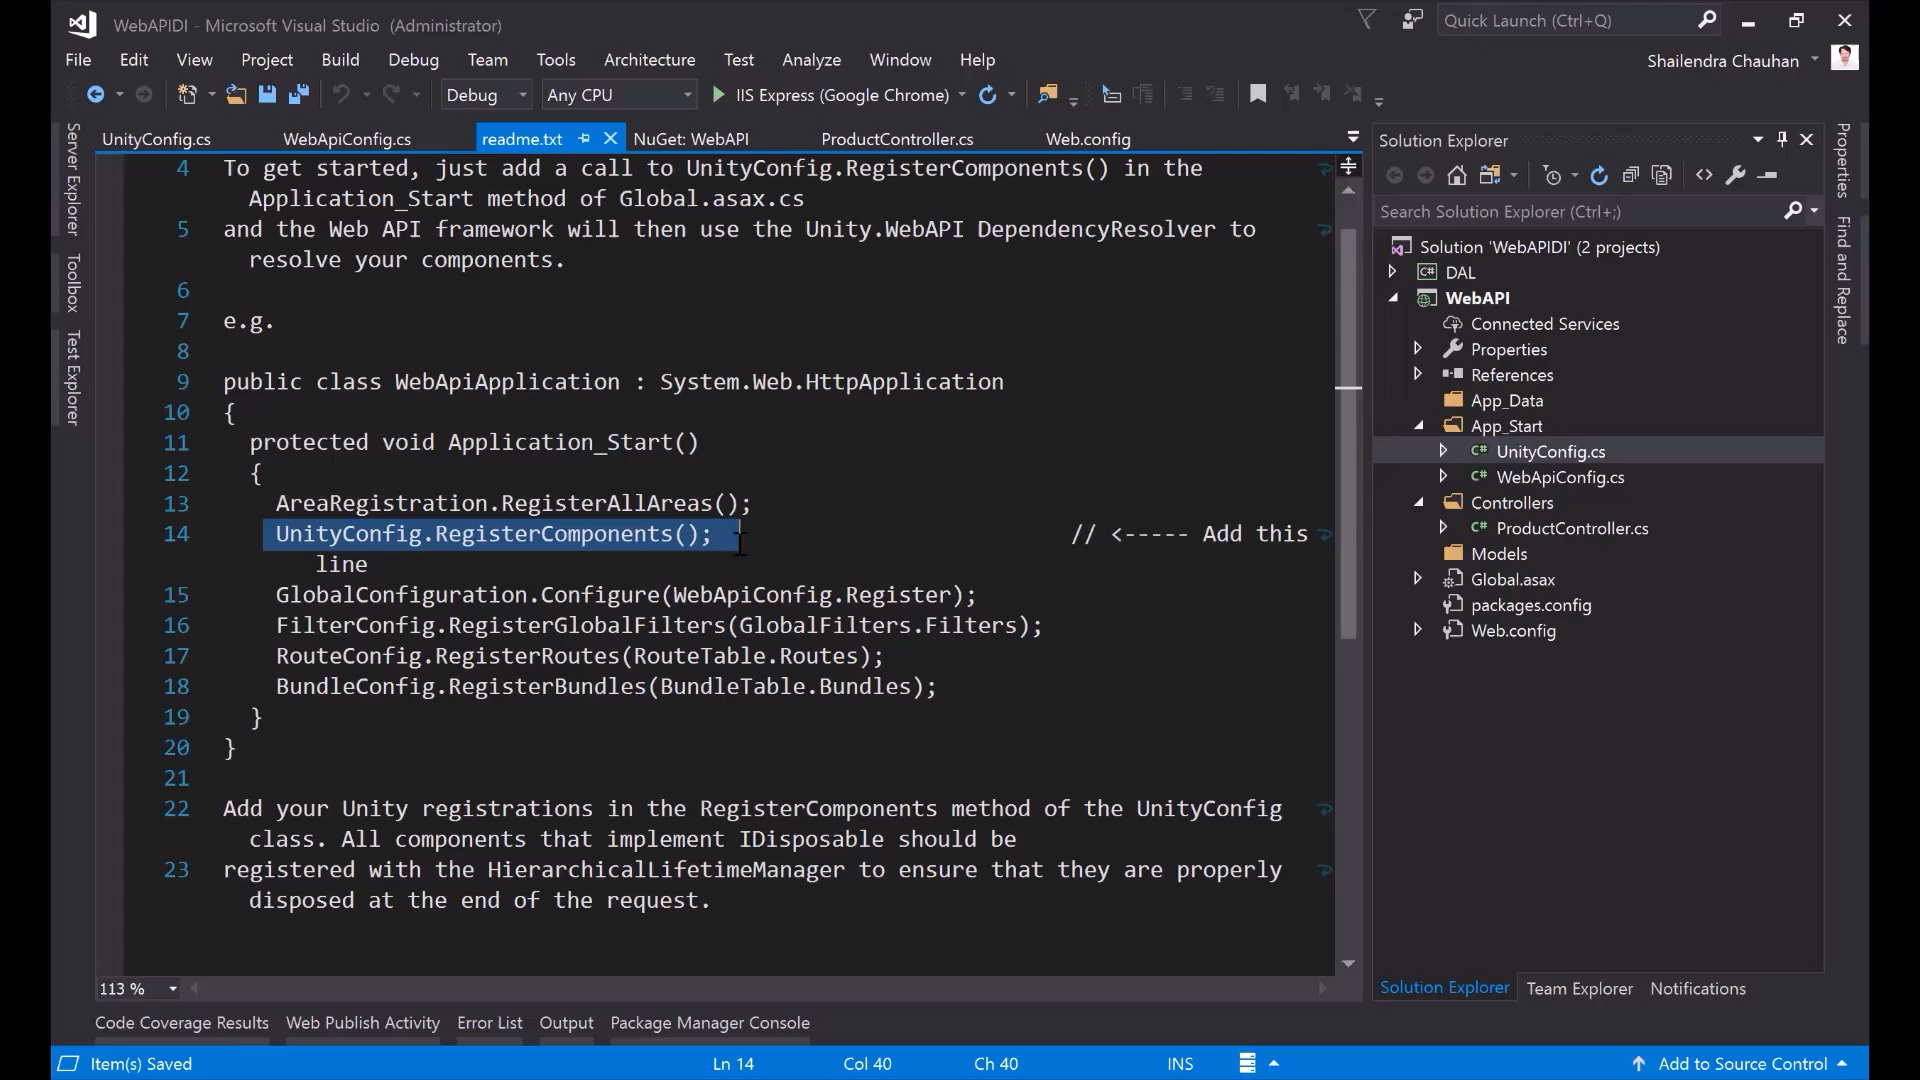 WebAPIDI - Microsoft Visual Studio (Administrator)
Quick Launch (Ctrl+Q)
File Edit View Project Build Debug Team Tools Architecture Test Analyze Window Help
Shailendra Chauhan
Debug Any CPU IIS Express (Google Chrome)
UnityConfig.cs WebApiConfig.cs readme.txt NuGet: WebAPI ProductController.cs Web.config
Server Explorer
Toolbox
Test Explorer
4 To get started, just add a call to UnityConfig.RegisterComponents() in the
Application_Start method of Global.asax.cs
5 and the Web API framework will then use the Unity.WebAPI DependencyResolver to
resolve your components.
6
7 e.g.
8
9 public class WebApiApplication : System.Web.HttpApplication
10 {
11 protected void Application_Start()
12 {
13 AreaRegistration.RegisterAllAreas();
14 UnityConfig.RegisterComponents(); // <----- Add this
line
15 GlobalConfiguration.Configure(WebApiConfig.Register);
16 FilterConfig.RegisterGlobalFilters(GlobalFilters.Filters);
17 RouteConfig.RegisterRoutes(RouteTable.Routes);
18 BundleConfig.RegisterBundles(BundleTable.Bundles);
19 }
20 }
21
22 Add your Unity registrations in the RegisterComponents method of the UnityConfig
class. All components that implement IDisposable should be
23 registered with the HierarchicalLifetimeManager to ensure that they are properly
disposed at the end of the request.
113 %
Solution Explorer
Search Solution Explorer (Ctrl+;)
Solution 'WebAPIDI' (2 projects)
C# DAL
WebAPI
Connected Services
Properties
References
App_Data
App_Start
C# UnityConfig.cs
C# WebApiConfig.cs
Controllers
C# ProductController.cs
Models
Global.asax
packages.config
Web.config
Properties
Find and Replace
Solution Explorer Team Explorer Notifications
Code Coverage Results Web Publish Activity Error List Output Package Manager Console
Item(s) Saved Ln 14 Col 40 Ch 40 INS Add to Source Control